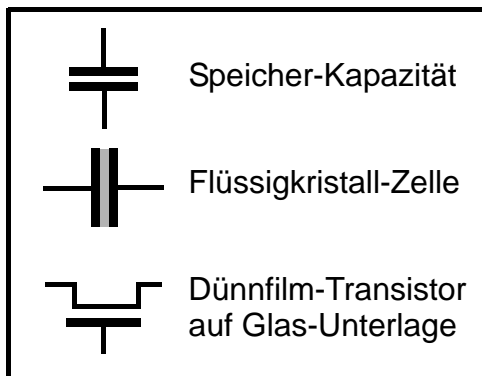 Speicher-Kapazität
Flüssigkristall-Zelle
Dünnfilm-Transistor
auf Glas-Unterlage